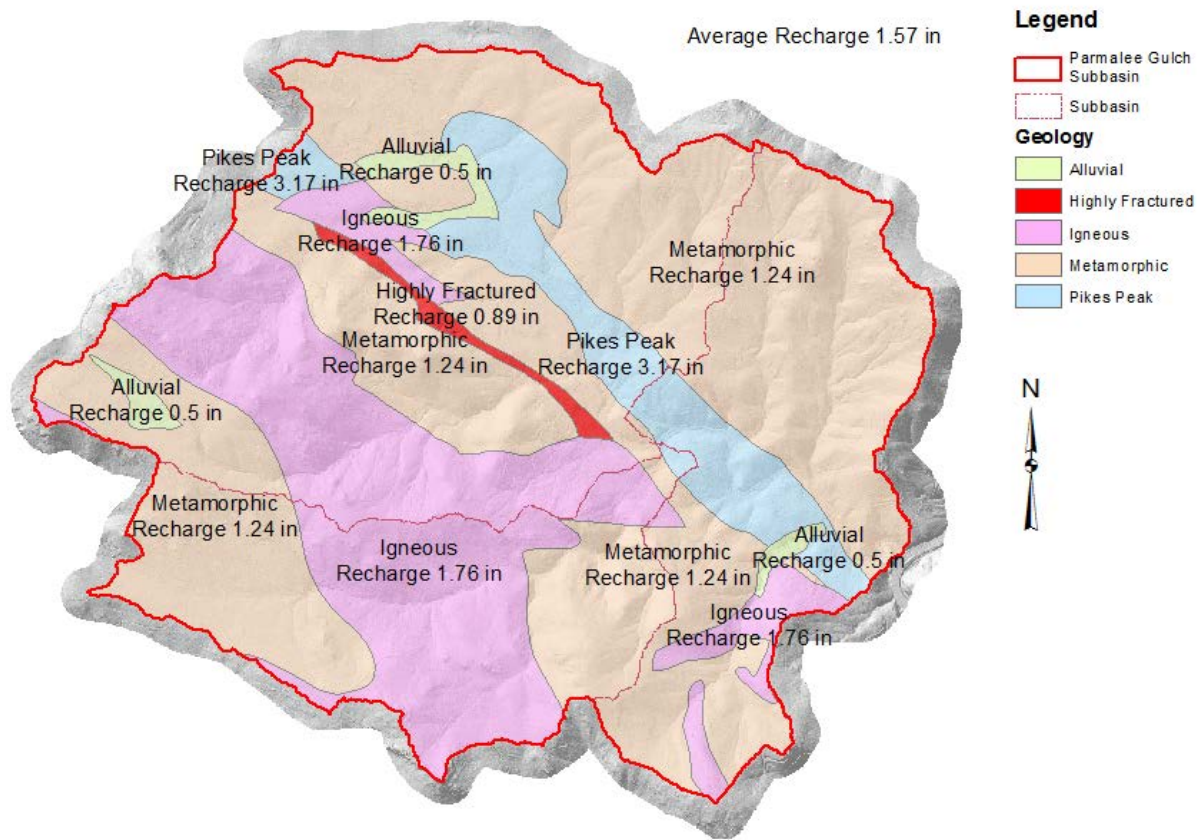 Average Recharge 1.57 in
Legend
Parmalee Gulch
Subbasin
Subbasin
Geology
Alluvial
Highly Fractured
Igneous
Metamorphic
Pikes Peak
N
Alluvial
Recharge 0.5 in
Pikes Peak
Recharge 3.17 in
Igneous
Recharge 1.76 in
Metamorphic
Recharge 1.24 in
Highly Fractured
Recharge 0.89 in
Metamorphic
Recharge 1.24 in
Pikes Peak
Recharge 3.17 in
Alluvial
Recharge 0.5 in
Metamorphic
Recharge 1.24 in
Igneous
Recharge 1.76 in
Metamorphic
Recharge 1.24 in
Alluvial
Recharge 0.5 in
Igneous
Recharge 1.76 in